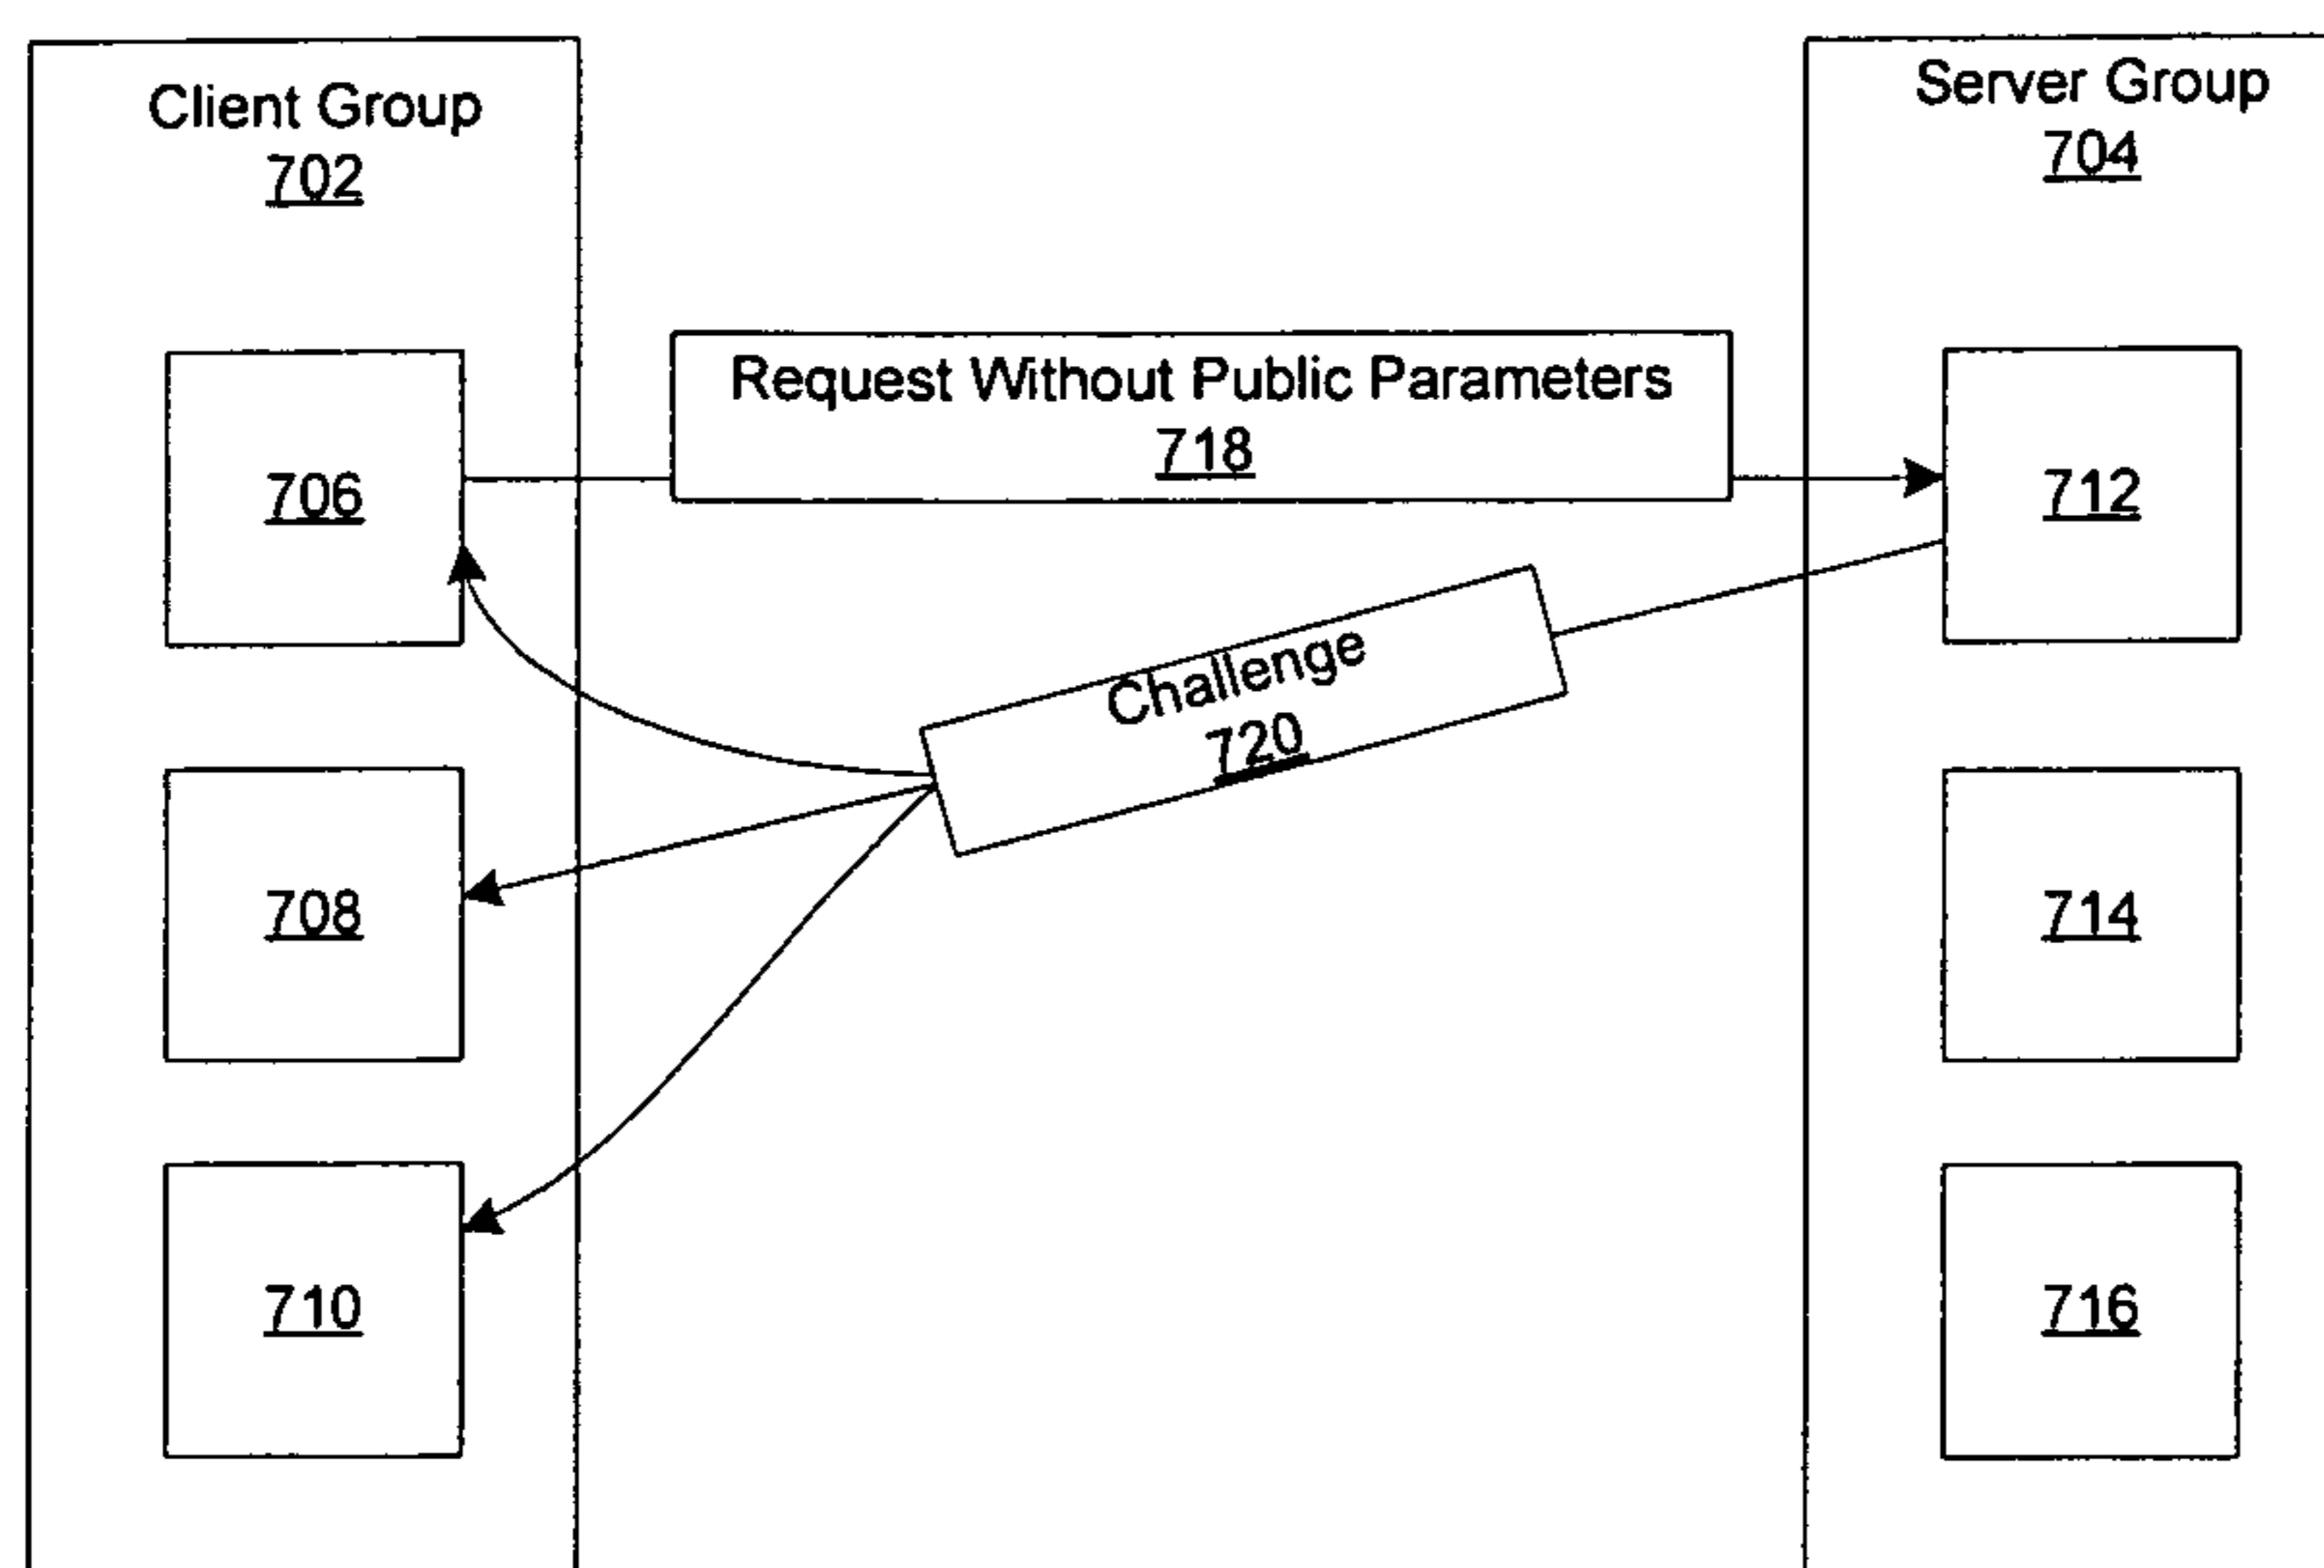 Client Group
702
Server Group
704
Request Without Public Parameters
718
706
712
Challenge
720
708
714
710
716